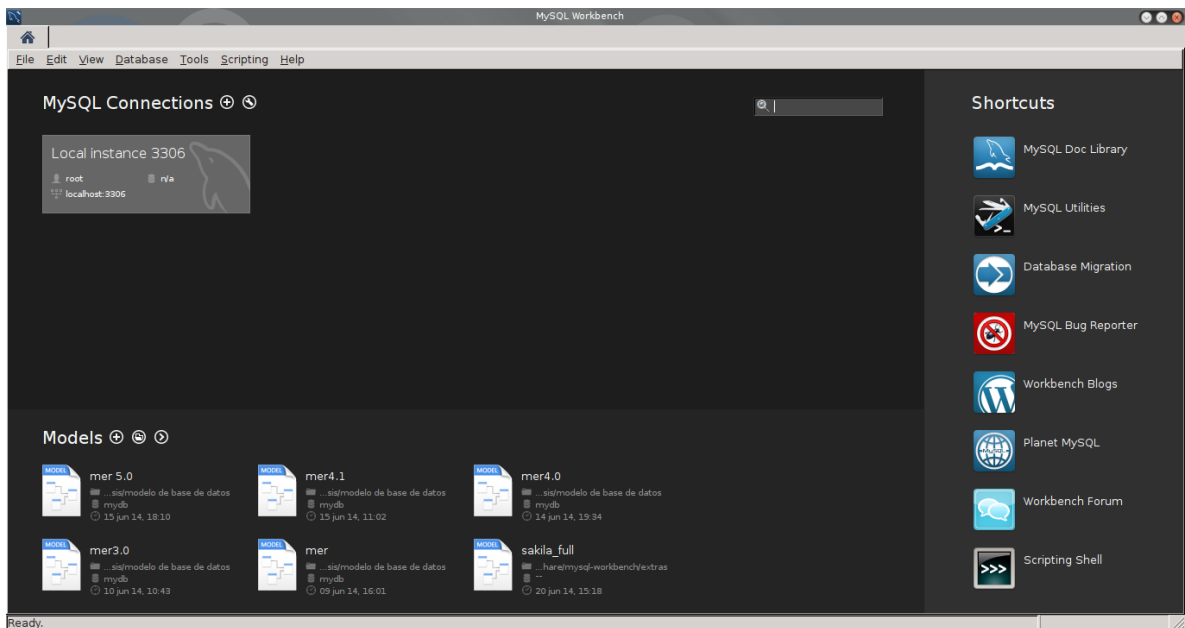 MySQL Workbench
File Edit View Database Tools Scripting Help
MySQL Connections
Local instance 3306
root n/a
localhost:3306
Shortcuts
MySQL Doc Library
MySQL Utilities
Database Migration
MySQL Bug Reporter
Workbench Blogs
Planet MySQL
Workbench Forum
Scripting Shell
Models
MODEL
mer 5.0
...sis/modelo de base de datos
mydb
15 jun 14, 18:10
MODEL
mer4.1
...sis/modelo de base de datos
mydb
15 jun 14, 11:02
MODEL
mer4.0
...sis/modelo de base de datos
mydb
14 jun 14, 19:34
MODEL
mer3.0
...sis/modelo de base de datos
mydb
10 jun 14, 10:43
MODEL
mer
...sis/modelo de base de datos
mydb
09 jun 14, 16:01
MODEL
sakila_full
...hare/mysql-workbench/extras
--
20 jun 14, 15:18
Ready.